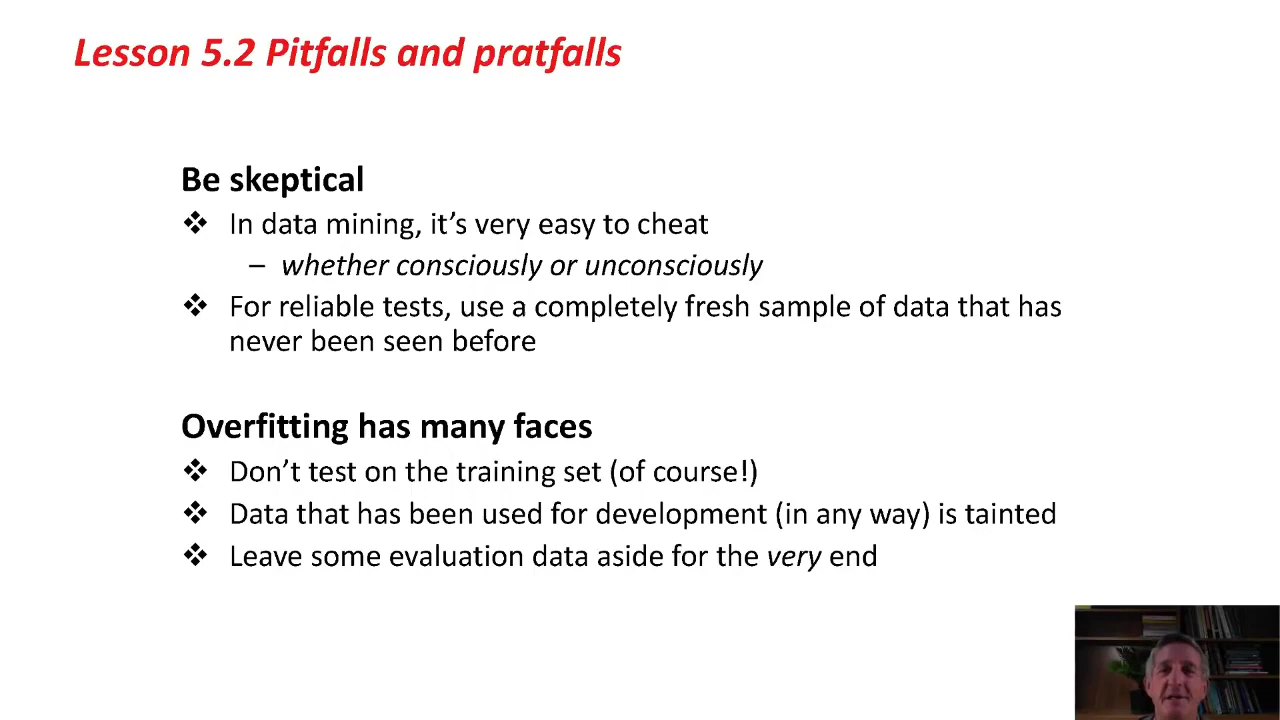 Lesson 5.2 Pitfalls and pratfalls
Be skeptical
❖ In data mining, it’s very easy to cheat
– whether consciously or unconsciously
❖ For reliable tests, use a completely fresh sample of data that has
never been seen before
Overfitting has many faces
❖ Don’t test on the training set (of course!)
❖ Data that has been used for development (in any way) is tainted
❖ Leave some evaluation data aside for the very end